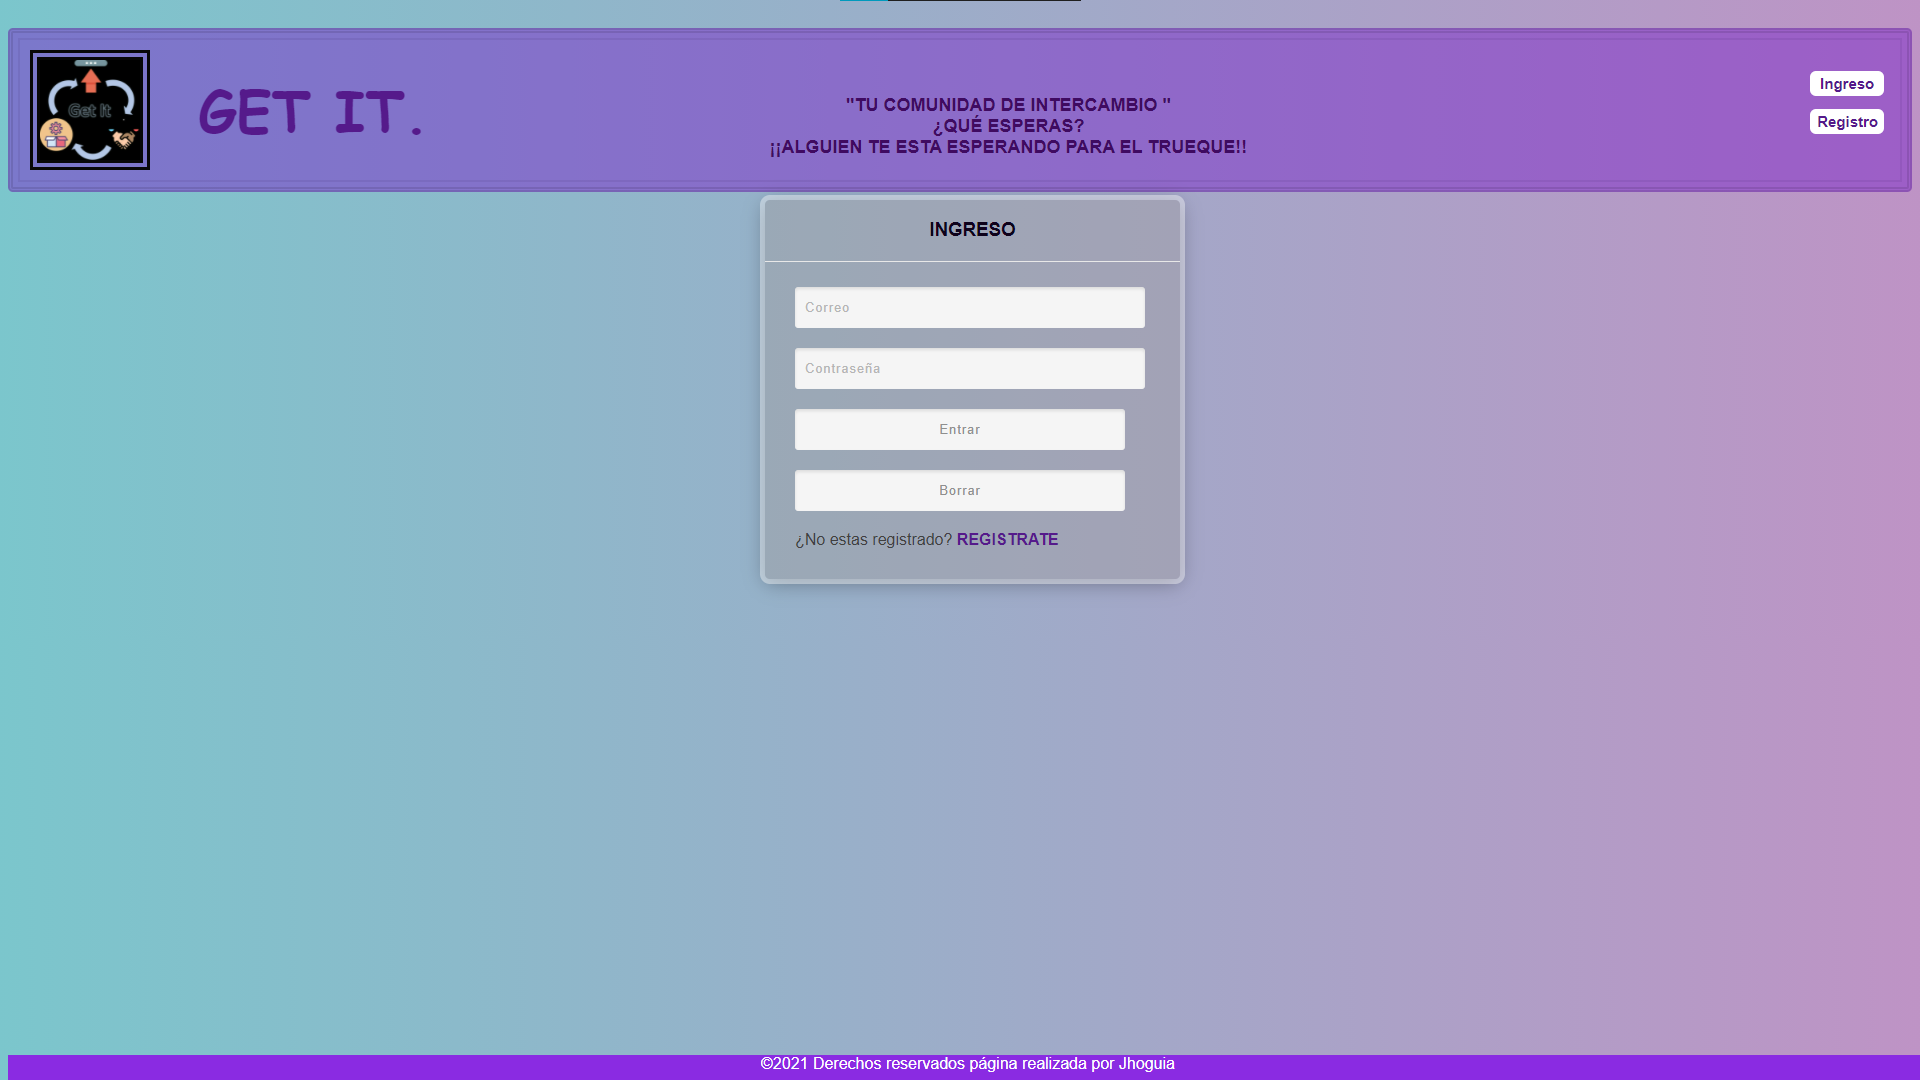 Get It
GET IT.
"TU COMUNIDAD DE INTERCAMBIO "
¿QUÉ ESPERAS?
¡¡ALGUIEN TE ESTA ESPERANDO PARA EL TRUEQUE!!
Ingreso
Registro
INGRESO
Correo
Contraseña
Entrar
Borrar
¿No estas registrado? REGISTRATE
©2021 Derechos reservados página realizada por Jhoguia